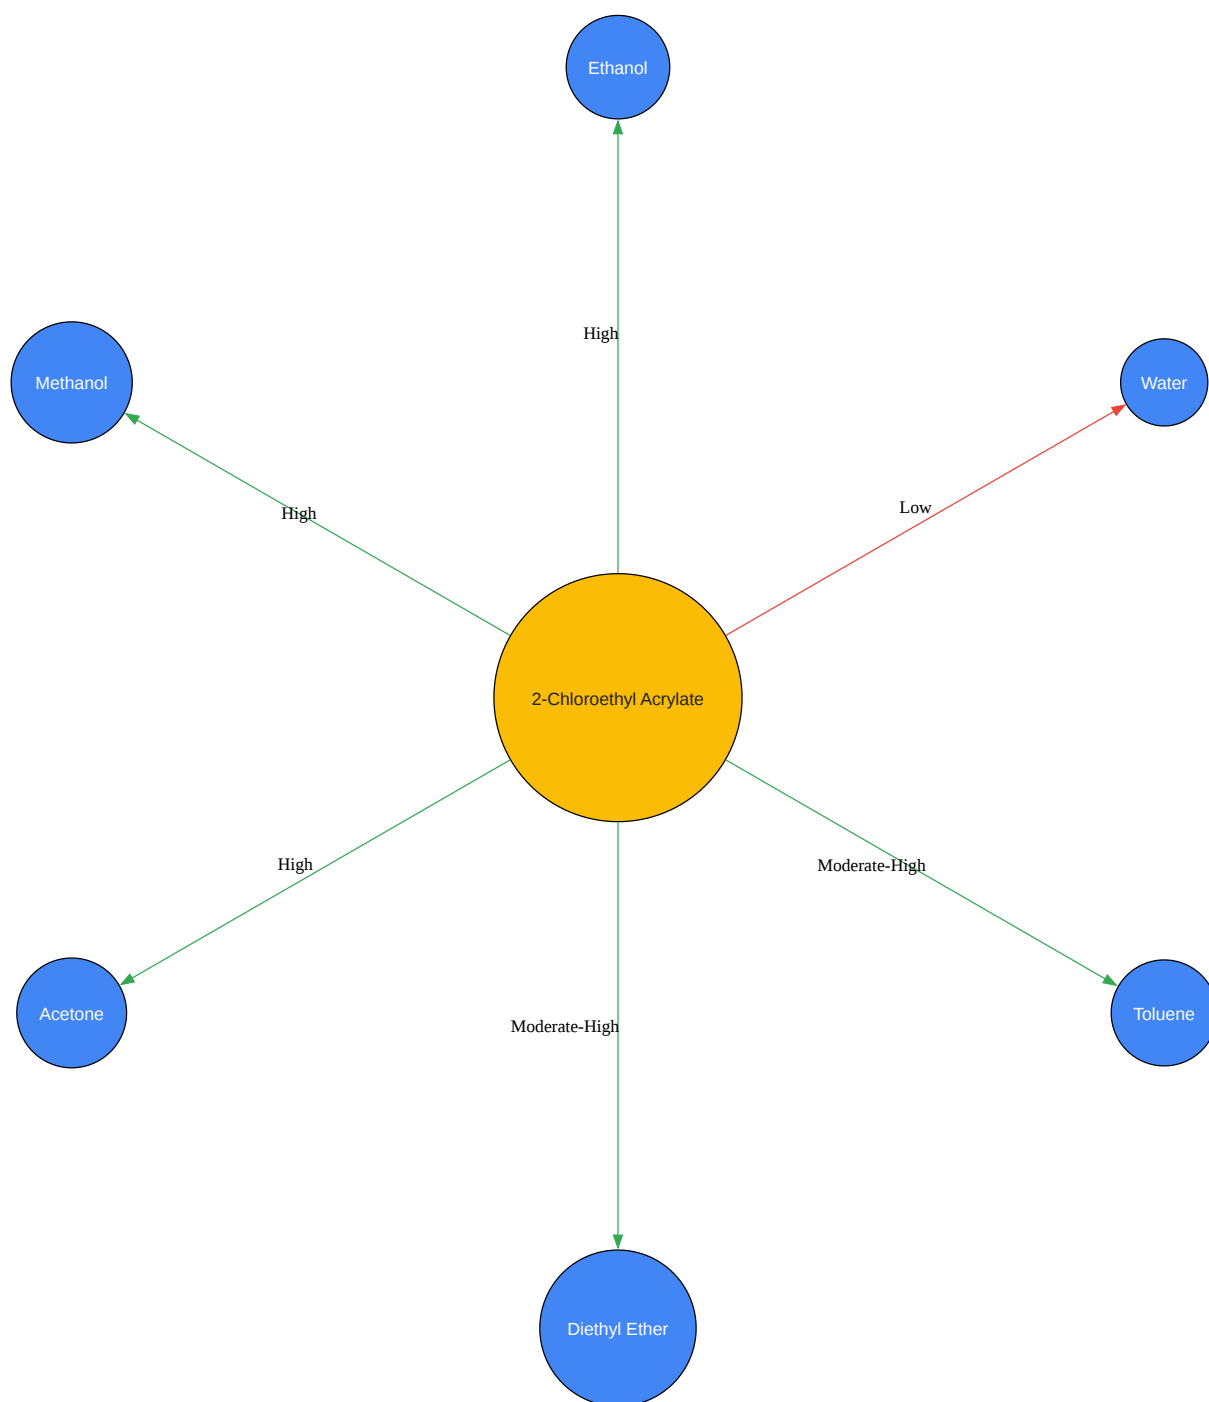 Ethanol
High
Methanol
Water
High
Low
2-Chloroethyl Acrylate
High
Moderate-High
Acetone
Toluene
Moderate-High
Diethyl Ether